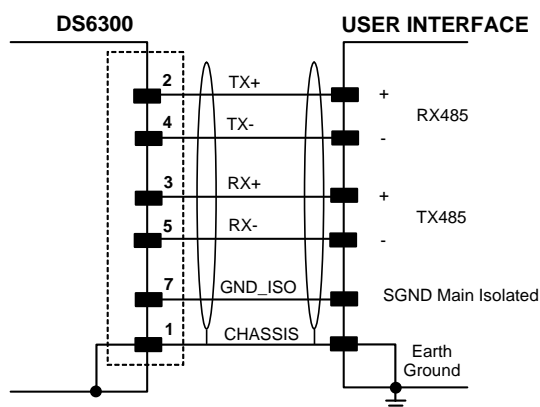 DS6300 USER INTERFACE
2 TX+ +
RX485
4 TX- -
3 RX+ +
TX485
5 RX- -
7 GND_ISO SGND Main Isolated
1 CHASSIS Earth
Ground